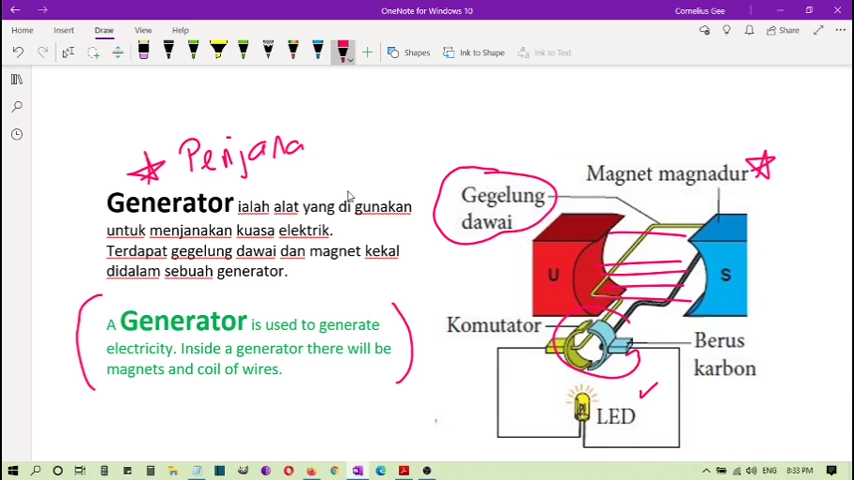 OneNote for Windows 10
Cornelius Gee
Home Insert Draw View Help
Share
Shapes
Ink to Shape
Ink to Text
Penjana
Generator ialah alat yang di gunakan
untuk menjanakan kuasa elektrik.
Terdapat gegelung dawai dan magnet kekal
didalam sebuah generator.
A Generator is used to generate
electricity. Inside a generator there will be
magnets and coil of wires.
Magnet magnadur
Gegelung
dawai
U
S
Komutator
Berus
karbon
LED
ENG 8:33 PM